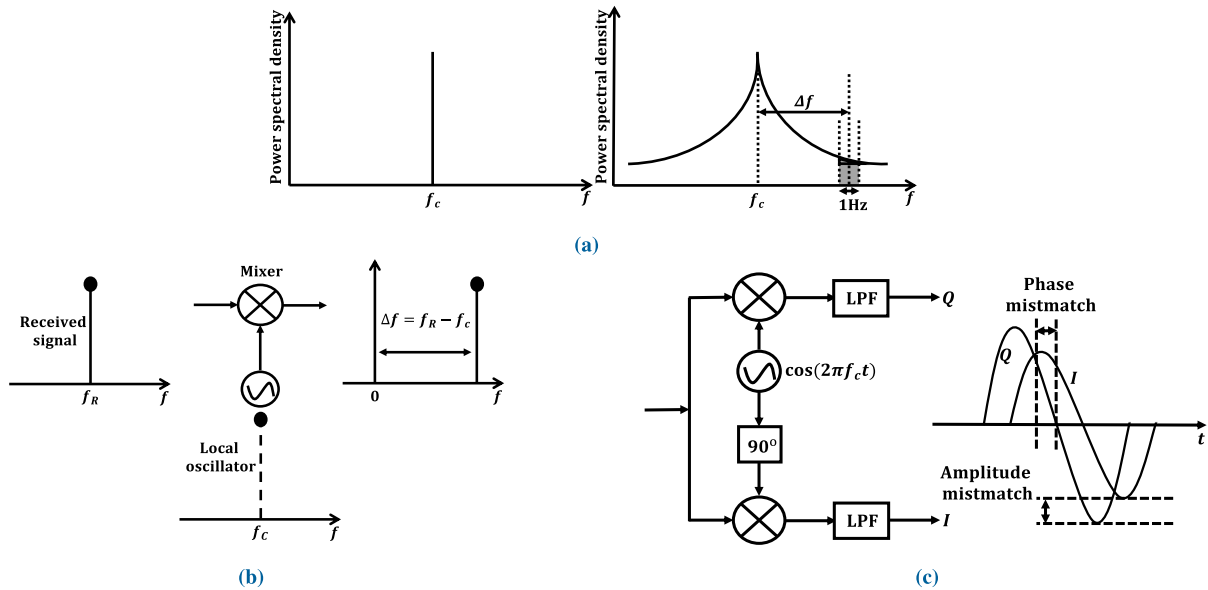 Power spectral density
f_c
f
Power spectral density
Δf
f_c
1Hz
f
(a)
Received
signal
f_R
f
Mixer
Local
oscillator
f_C
f
Δf = f_R − f_c
0
f
(b)
LPF
Q
cos(2πf_ct)
90°
LPF
I
Phase
mistmatch
Q
I
t
Amplitude
mistmatch
(c)